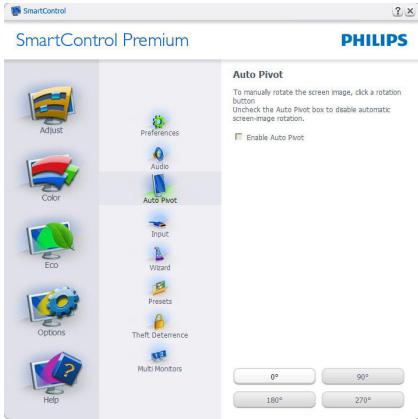 SmartControl
? ×
SmartControl Premium
PHILIPS
Adjust
Color
Eco
Options
Help
Preferences
Audio
Auto Pivot
Input
Wizard
Presets
Theft Deterrence
Multi Monitors
Auto Pivot
To manually rotate the screen image, click a rotation
button
Uncheck the Auto Pivot box to disable automatic
screen-image rotation.
Enable Auto Pivot
0°
90°
180°
270°